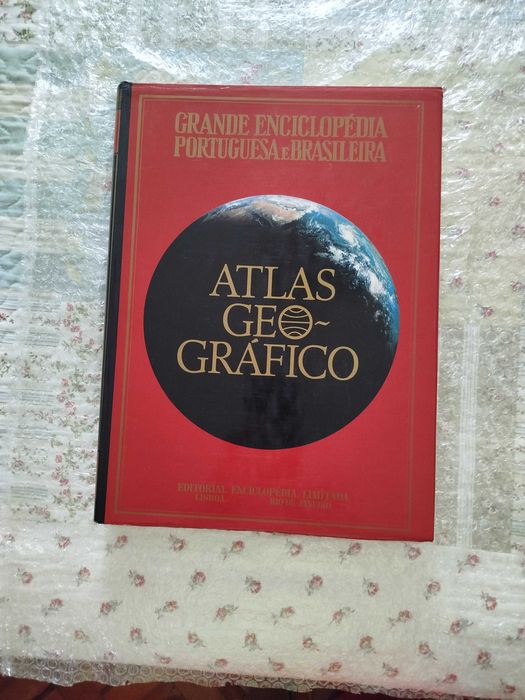 GRANDE ENCICLOPÉDIA
PORTUGUESA E BRASILEIRA
ATLAS
GEO-
GRÁFICO
EDITORIAL ENCICLOPÉDIA, LIMITADA
LISBOA RIO DE JANEIRO